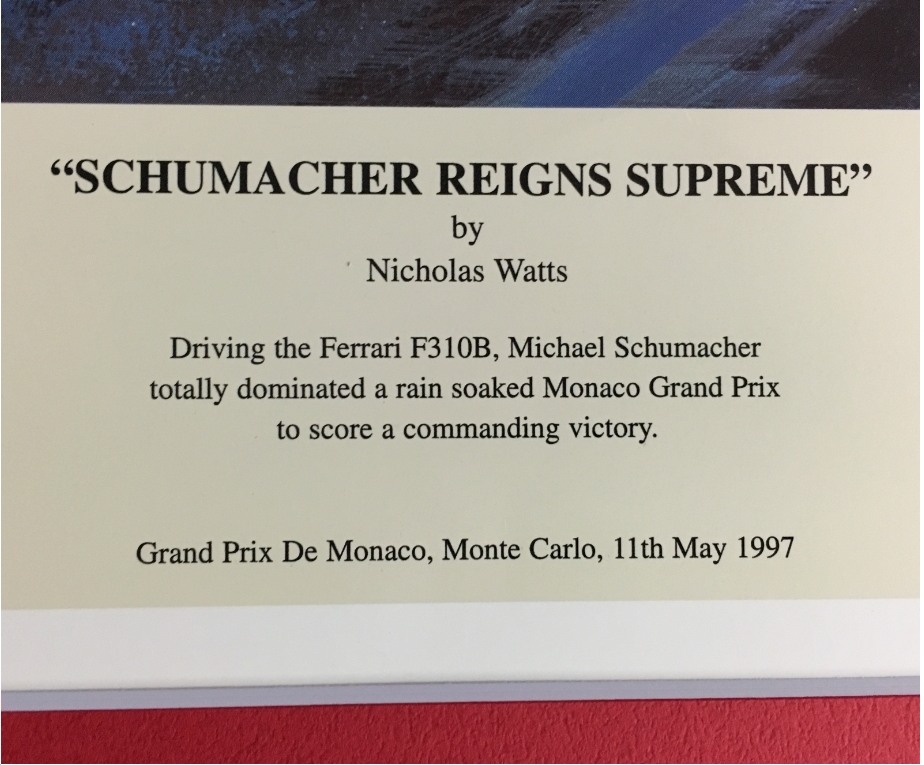 “SCHUMACHER REIGNS SUPREME”
by
Nicholas Watts
Driving the Ferrari F310B, Michael Schumacher
totally dominated a rain soaked Monaco Grand Prix
to score a commanding victory.
Grand Prix De Monaco, Monte Carlo, 11th May 1997